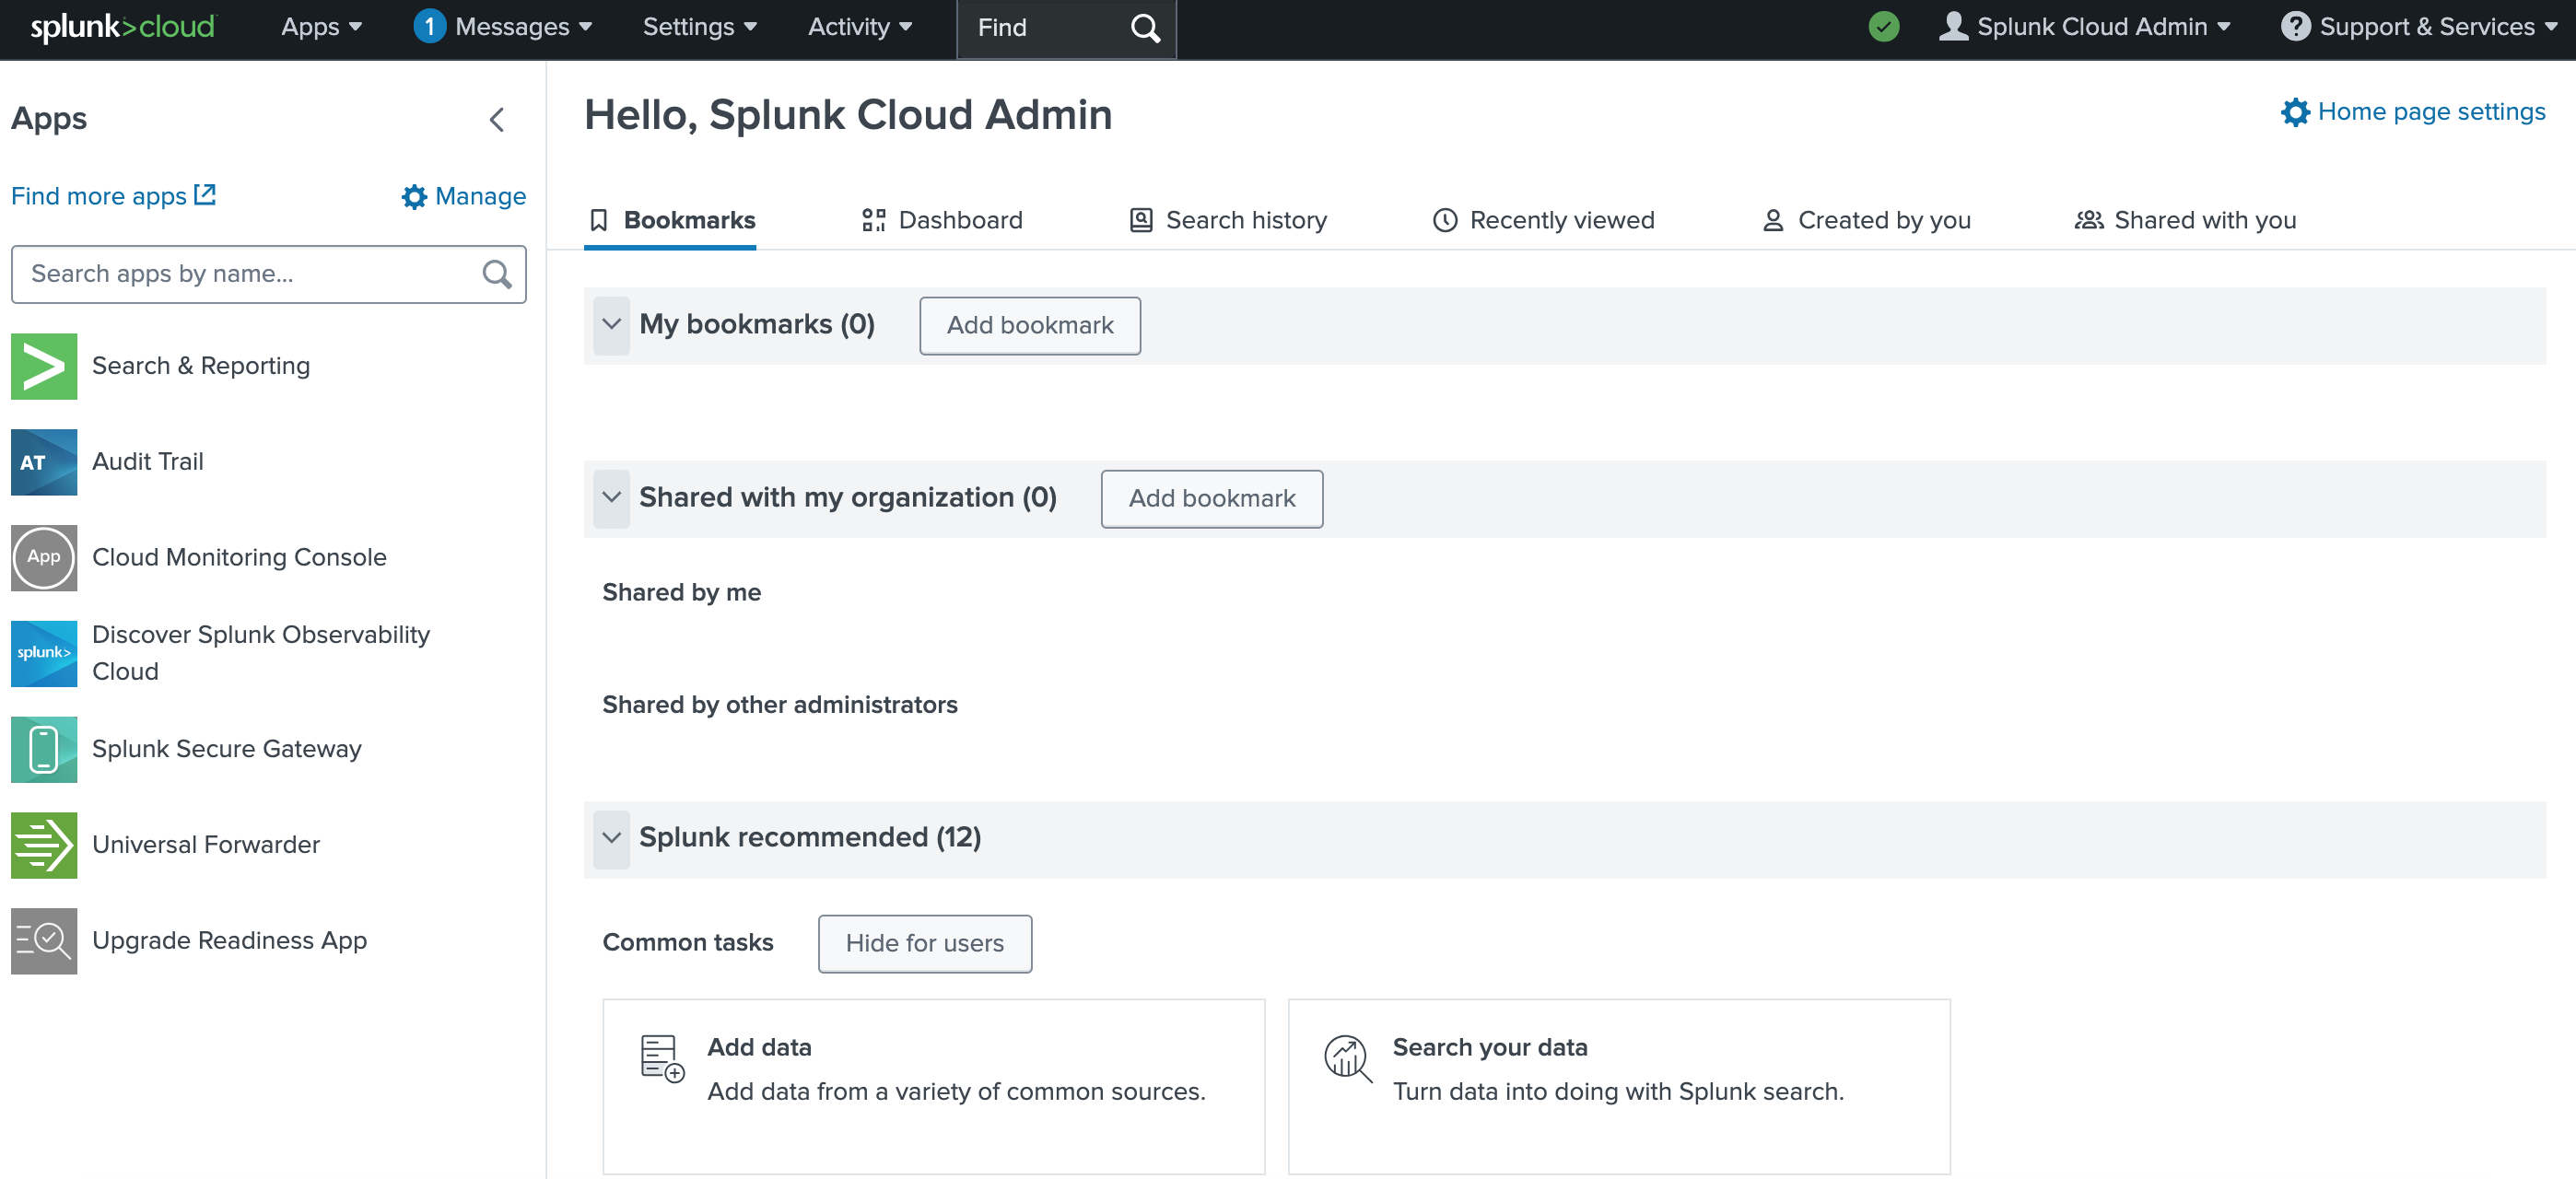 splunk>cloud Apps 1 Messages Settings Activity Find Splunk Cloud Admin ? Support & Services
Apps
Find more apps Manage
Search apps by name...
Search & Reporting
AT Audit Trail
App Cloud Monitoring Console
splunk> Discover Splunk Observability
Cloud
Splunk Secure Gateway
Universal Forwarder
Upgrade Readiness App
Hello, Splunk Cloud Admin
Home page settings
Bookmarks Dashboard Search history Recently viewed Created by you Shared with you
My bookmarks (0) Add bookmark
Shared with my organization (0) Add bookmark
Shared by me
Shared by other administrators
Splunk recommended (12)
Common tasks Hide for users
Add data
Add data from a variety of common sources.
Search your data
Turn data into doing with Splunk search.